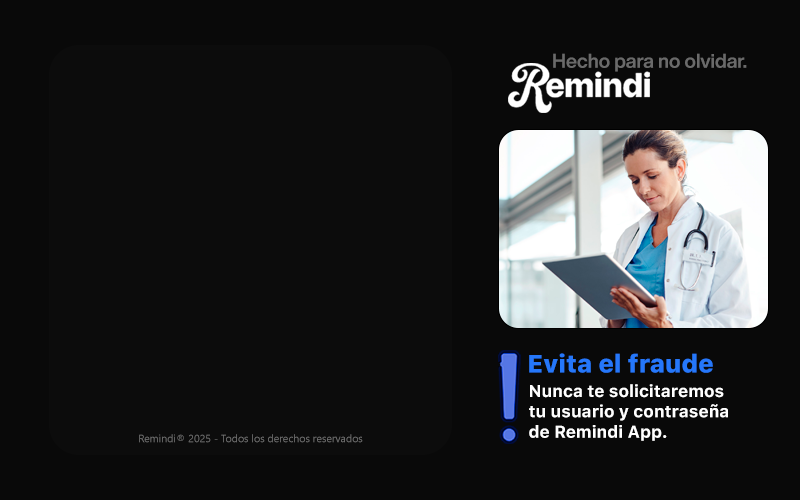 Hecho para no olvidar.
Remindi
Evita el fraude
Nunca te solicitaremos
tu usuario y contraseña
de Remindi App.
Remindi® 2025 - Todos los derechos reservados